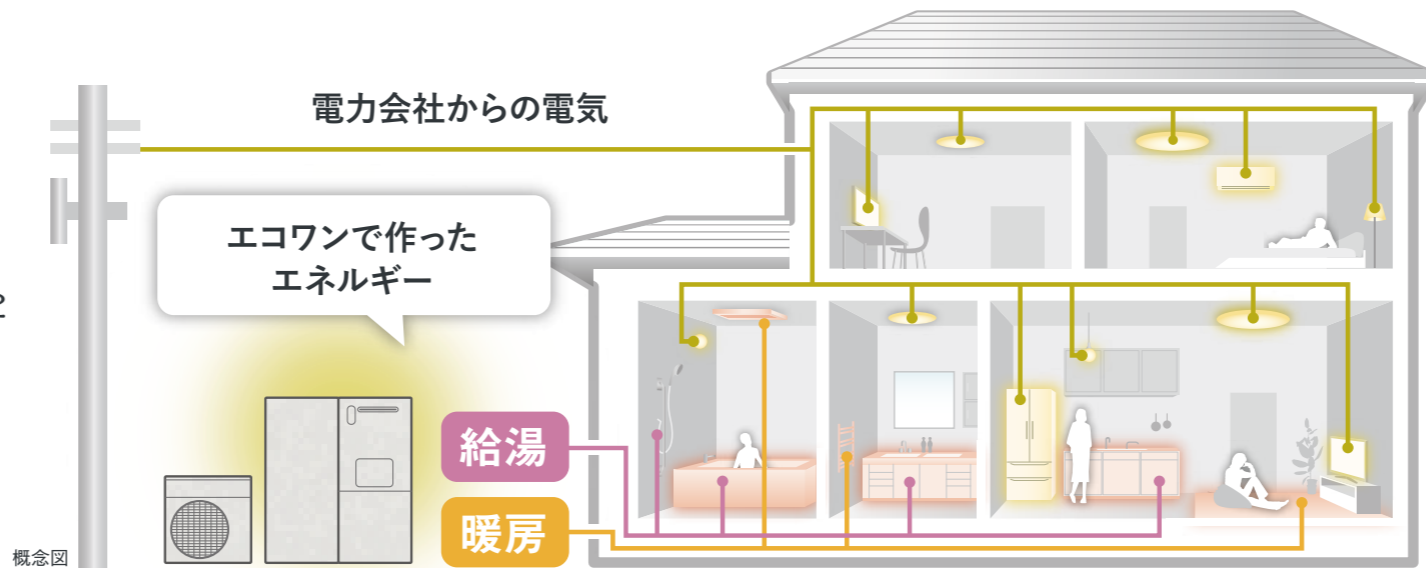 電力会社からの電気
エコワンで作った
エネルギー
給湯
暖房
概念図